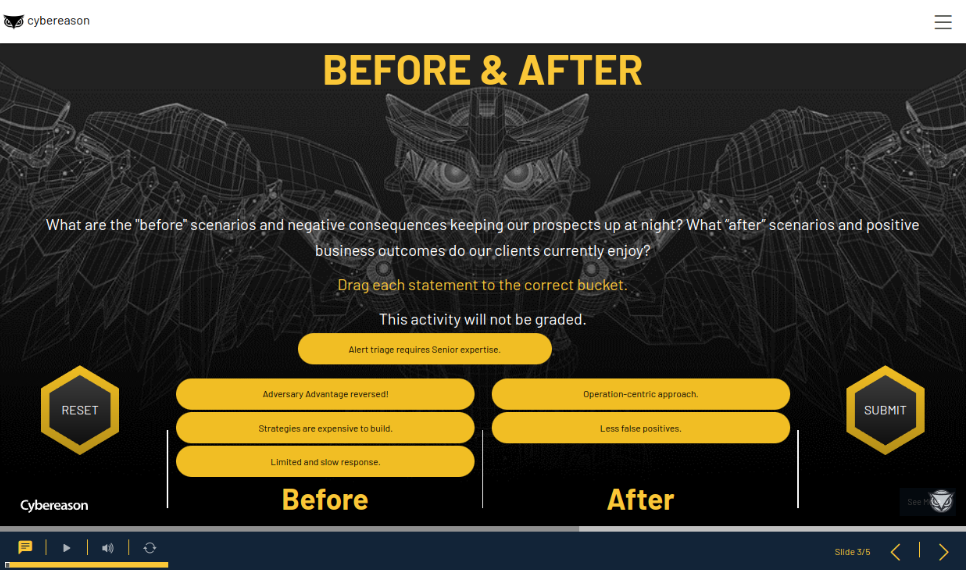 cybereason
BEFORE & AFTER
What are the "before" scenarios and negative consequences keeping our prospects up at night? What “after” scenarios and positive
business outcomes do our clients currently enjoy?
Drag each statement to the correct bucket.
This activity will not be graded.
Alert triage requires Senior expertise.
Adversary Advantage reversed!
Operation-centric approach.
RESET
SUBMIT
Strategies are expensive to build.
Less false positives.
Limited and slow response.
Before
After
Cybereason
See
Slide 3/5